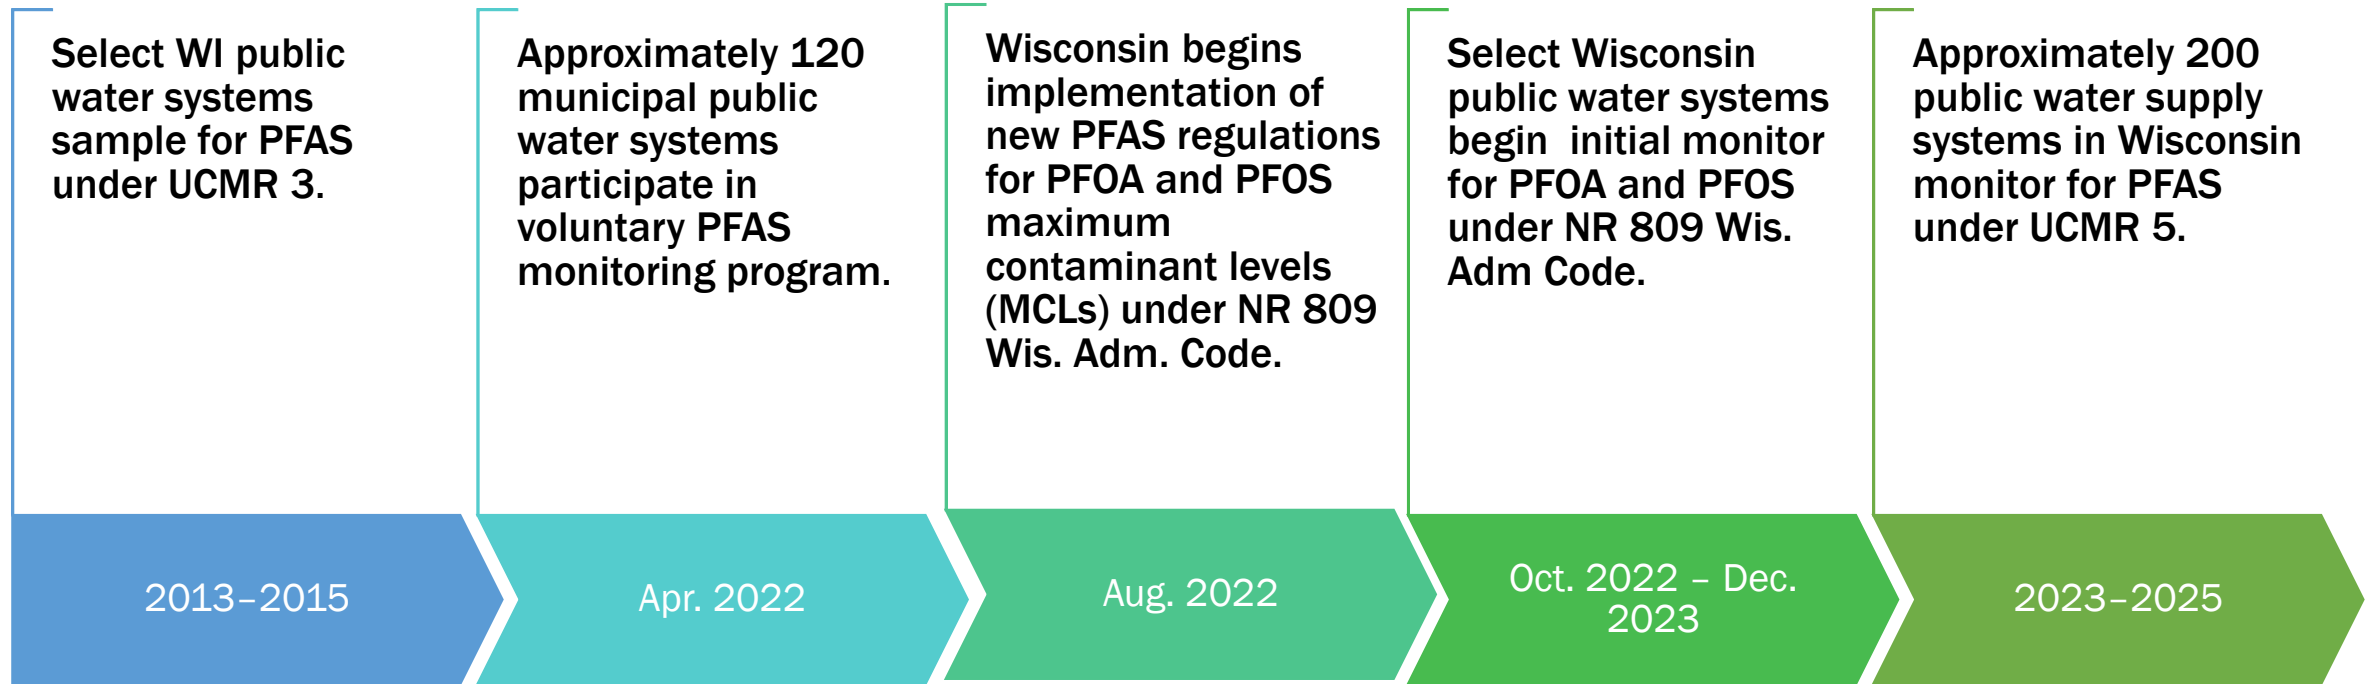 Select WI public
water systems
sample for PFAS
under UCMR 3.
Approximately 120
municipal public
water systems
participate in
voluntary PFAS
monitoring program.
Wisconsin begins
implementation of
new PFAS regulations
for PFOA and PFOS
maximum
contaminant levels
(MCLs) under NR 809
Wis. Adm. Code.
Select Wisconsin
public water systems
begin  initial monitor
for PFOA and PFOS
under NR 809 Wis.
Adm Code.
Approximately 200
public water supply
systems in Wisconsin
monitor for PFAS
under UCMR 5.
2013–2015
Apr. 2022
Aug. 2022
Oct. 2022 – Dec.
2023
2023–2025